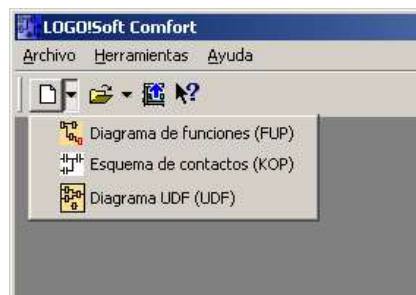 LOGO!Soft Comfort
Archivo Herramientas Ayuda
Diagrama de funciones (FUP)
Esquema de contactos (KOP)
Diagrama UDF (UDF)